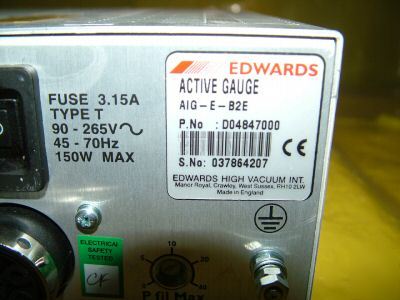 FUSE 3.15A
TYPE T
90 - 265V~
45 - 70Hz
150W MAX
EDWARDS
ACTIVE GAUGE
AIG-E-B2E
P.No : D04847000
S.No: 037864207
CE
EDWARDS HIGH VACUUM INT.
Manor Royal, Crawley, West Sussex, RH10 2LW
Made in England
ELECTRICAL
SAFETY
TESTED
10
40
P fil Max